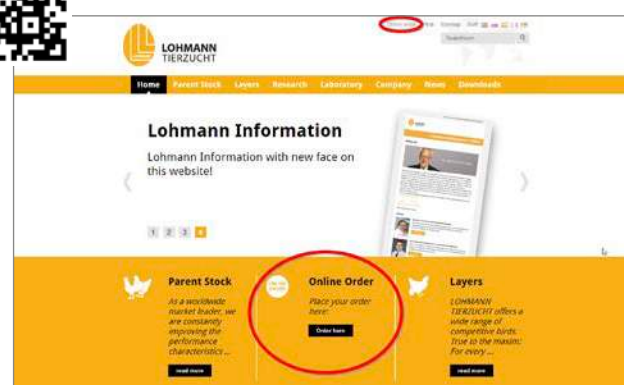 Online order
LOHMANN
TIERZUCHT
Home Parent Stock Layers Research Laboratory Company News Downloads
Lohmann Information
Lohmann Information with new face on
this website!
1 2 3 4
Parent Stock
As a worldwide
market leader, we
are constantly
improving the
performance
characteristics ...
read more
Online Order
Place your order
here:
Order here
Layers
LOHMANN
TIERZUCHT offers a
wide range of
competitive birds.
True to the maxim:
For every ...
read more